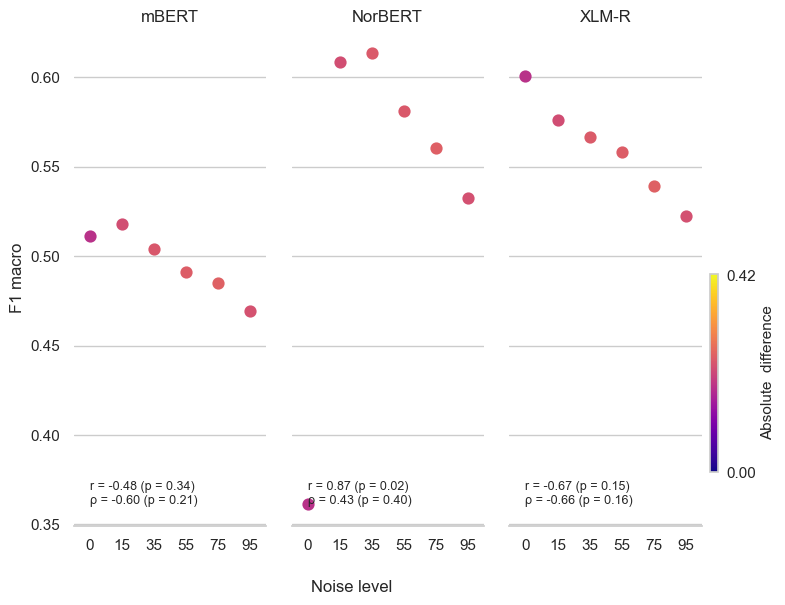 mBERT
NorBERT
XLM-R
F1 macro
0.60
0.55
0.50
0.45
0.40
0.35
r = -0.48 (p = 0.34)
ρ = -0.60 (p = 0.21)
r = 0.87 (p = 0.02)
ρ = 0.43 (p = 0.40)
r = -0.67 (p = 0.15)
ρ = -0.66 (p = 0.16)
0 15 35 55 75 95
0 15 35 55 75 95
0 15 35 55 75 95
Noise level
0.42
0.00
Absolute difference